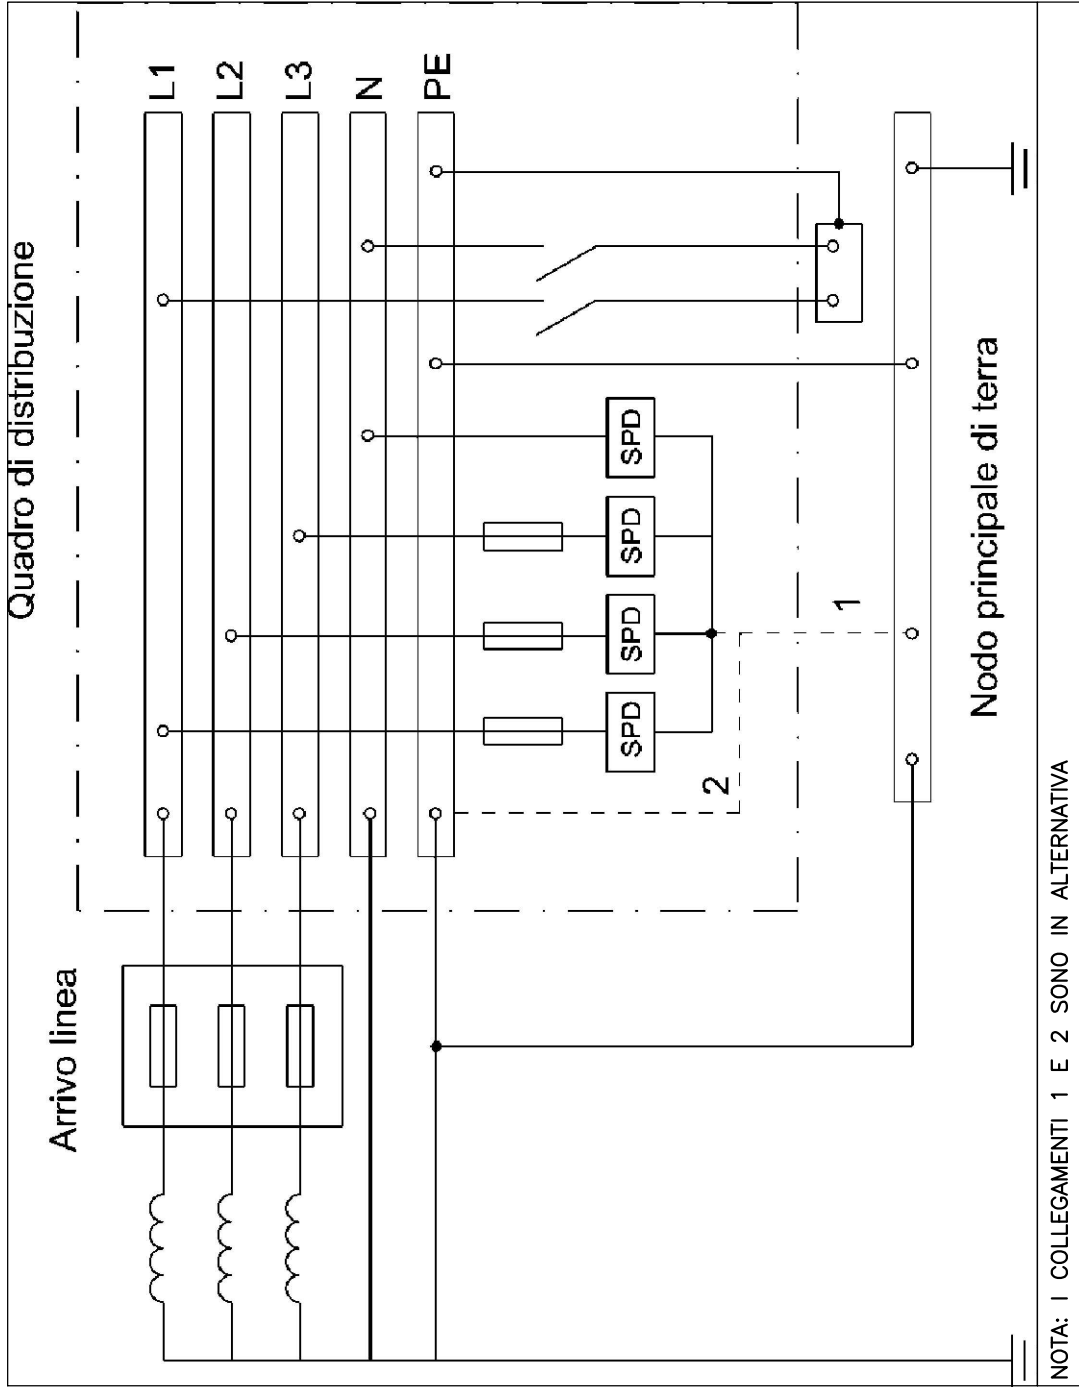 Quadro di distribuzione
Arrivo linea
L1
L2
L3
N
PE
SPD
SPD
SPD
SPD
2
1
Nodo principale di terra
NOTA: I COLLEGAMENTI 1 E 2 SONO IN ALTERNATIVA